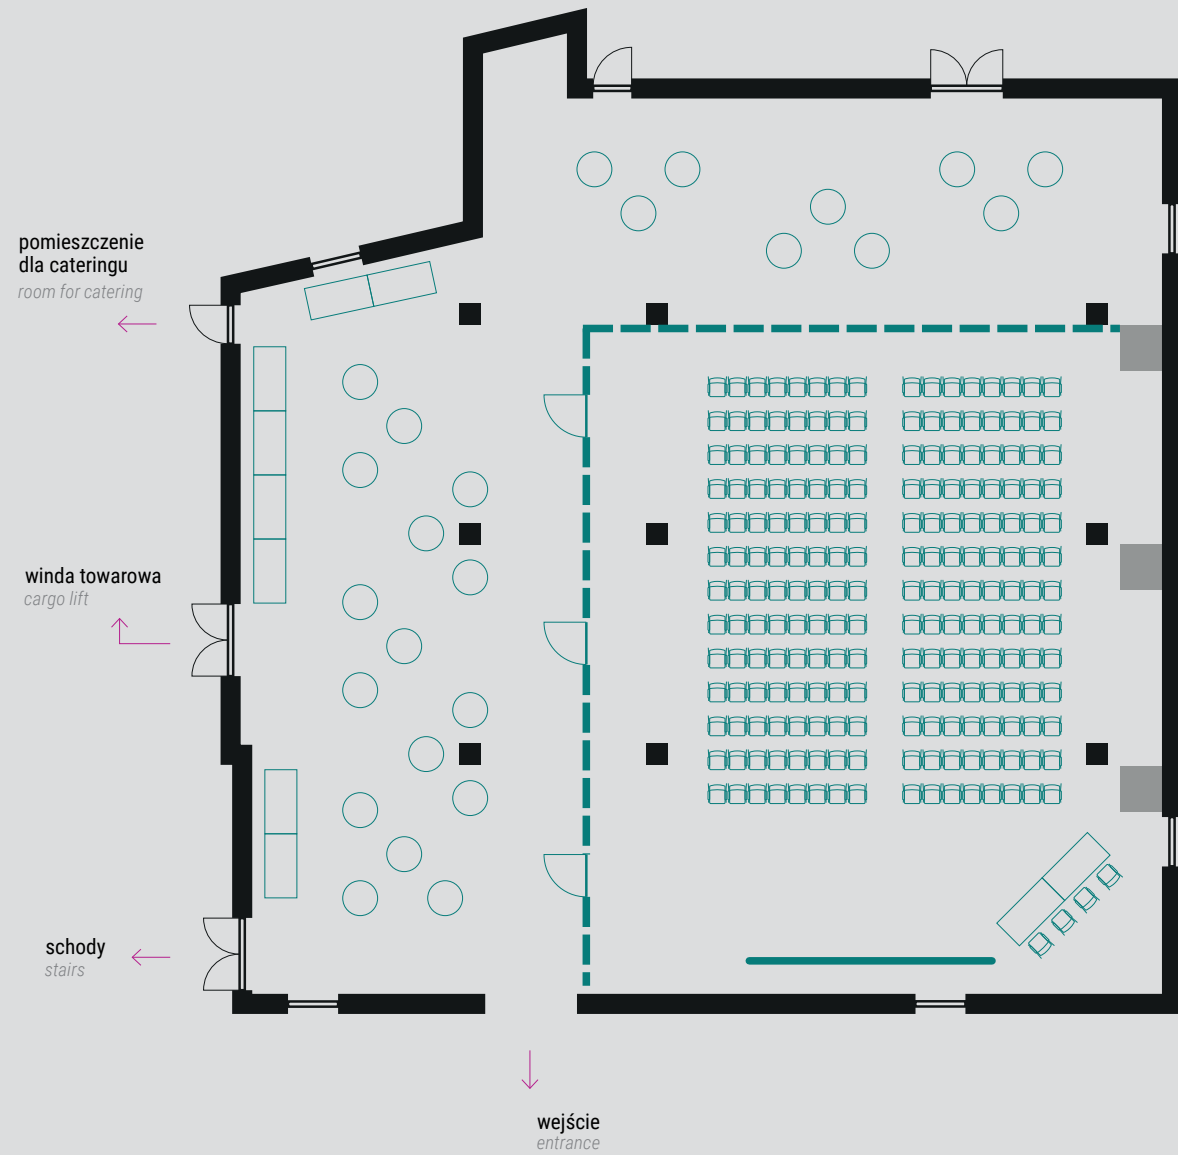 pomieszczenie
dla cateringu
room for catering
winda towarowa
cargo lift
schody
stairs
wejście
entrance